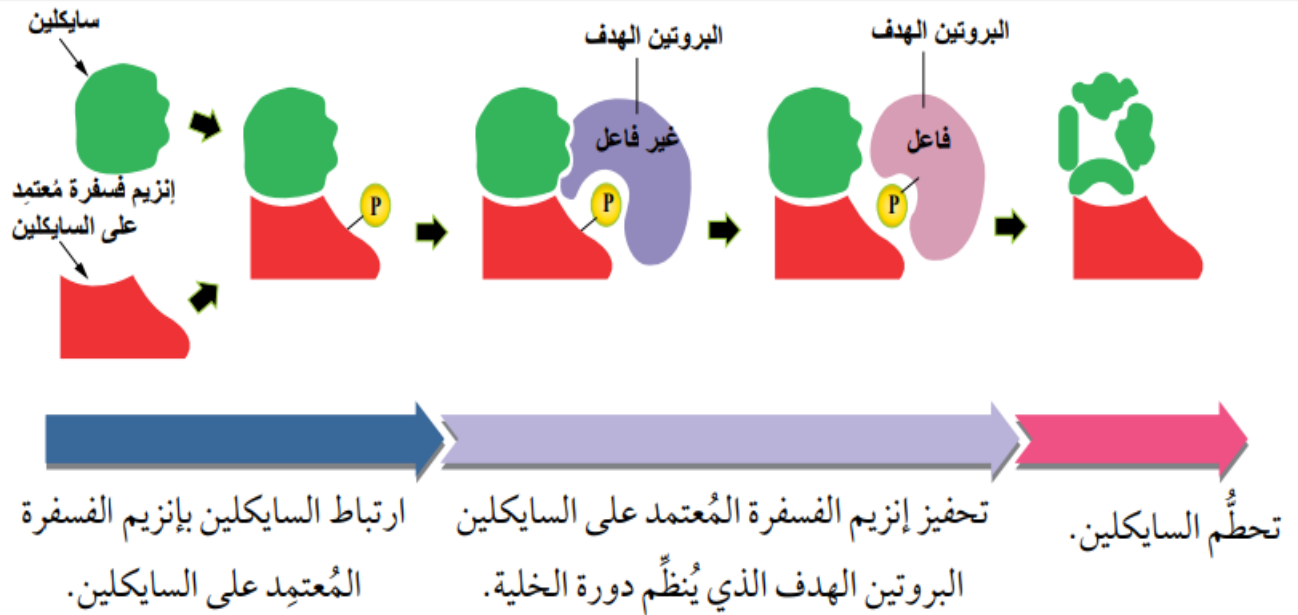 سايكلين
البروتين الهدف
البروتين الهدف
غير فاعل
فاعل
إنزيم فسفرة مُعتمِد
على السايكلين
P
P
P
ارتباط السايكلين بإنزيم الفسفرة
المُعتمِد على السايكلين.
تحفيز إنزيم الفسفرة المُعتمد على السايكلين
البروتين الهدف الذي يُنظِّم دورة الخلية.
تحطُّم السايكلين.